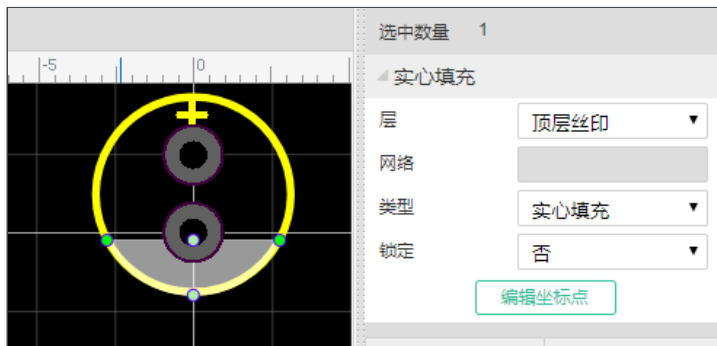 选中数量 1
实心填充
-5 0
层 顶层丝印
网络
类型 实心填充
锁定 否
编辑坐标点